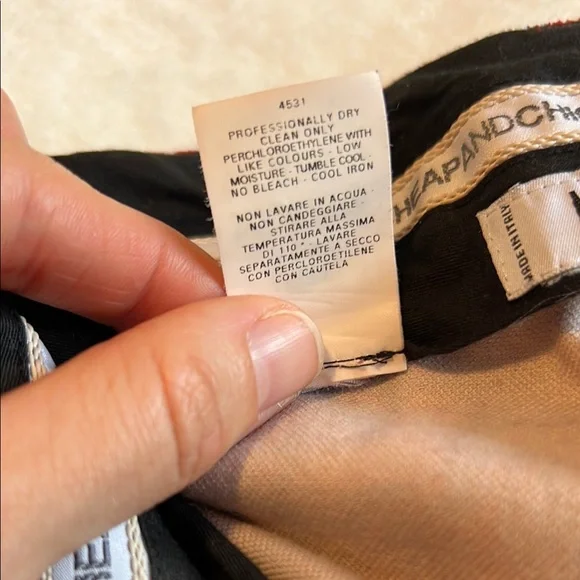 4531
PROFESSIONALLY DRY
CLEAN ONLY
PERCHLOROETHYLENE WITH
LIKE COLOURS - LOW
MOISTURE - TUMBLE COOL -
NO BLEACH - COOL IRON
NON LAVARE IN ACQUA -
NON CANDEGGIARE -
STIRARE ALLA
TEMPERATURA MASSIMA
DI 110° - LAVARE
SEPARATAMENTE A SECCO
CON PERCLOROETILENE
CON CAUTELA
HEAPANDCHI
MADE IN ITALY